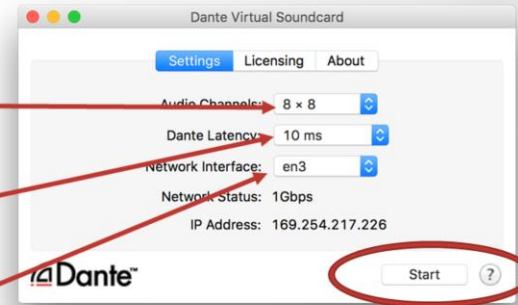 Dante Virtual Soundcard
Settings Licensing About
Audio Channels: 8 × 8
Dante Latency: 10 ms
Network Interface: en3
Network Status: 1Gbps
IP Address: 169.254.217.226
Dante™ Start ?